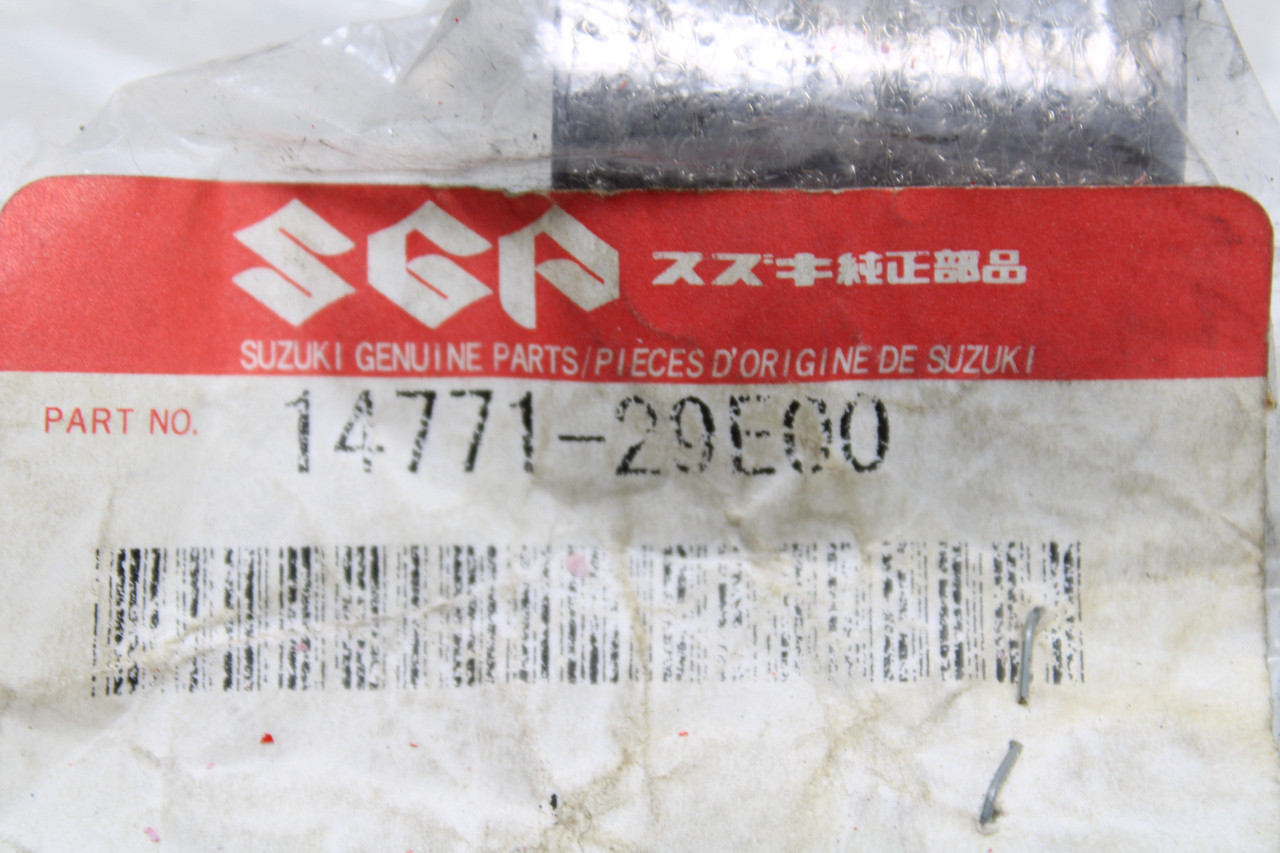 SGP スズキ純正部品
SUZUKI GENUINE PARTS/PIECES D'ORIGINE DE SUZUKI
PART NO. 14771-29E00